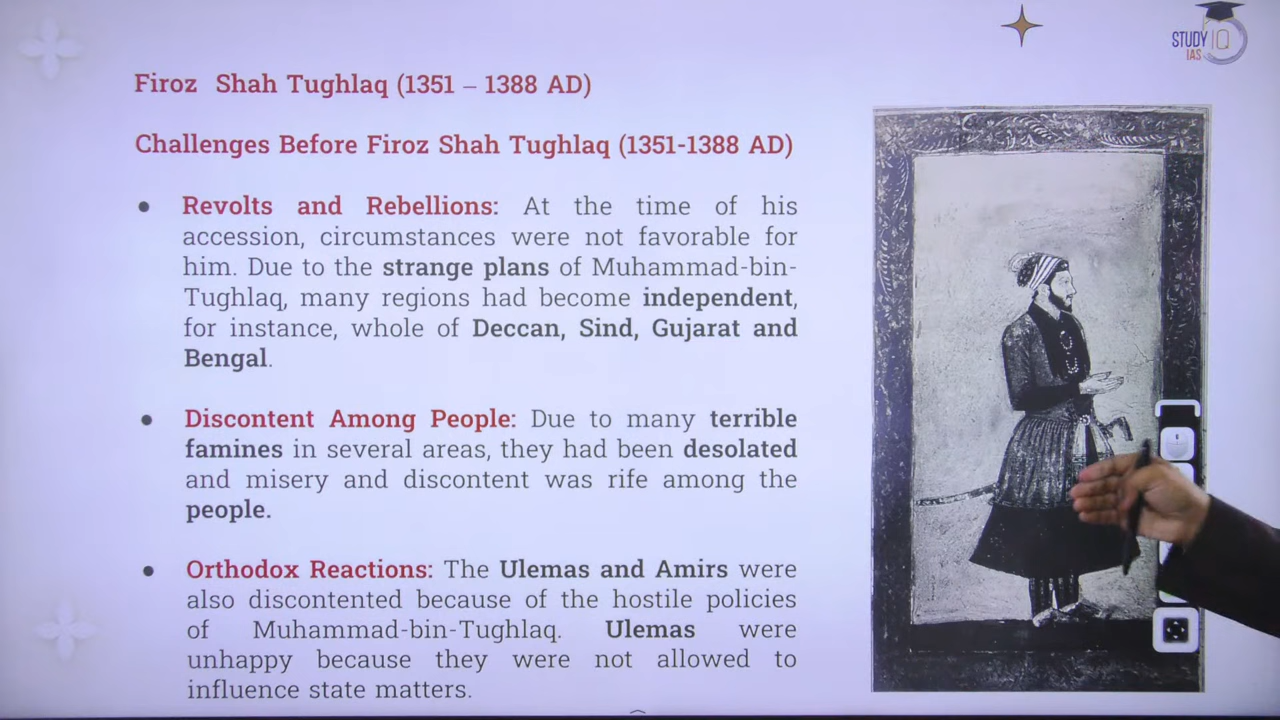 STUDY IQ
IAS
Firoz Shah Tughlaq (1351 – 1388 AD)
Challenges Before Firoz Shah Tughlaq (1351-1388 AD)
● Revolts and Rebellions: At the time of his
accession, circumstances were not favorable for
him. Due to the strange plans of Muhammad-bin-
Tughlaq, many regions had become independent,
for instance, whole of Deccan, Sind, Gujarat and
Bengal.
● Discontent Among People: Due to many terrible
famines in several areas, they had been desolated
and misery and discontent was rife among the
people.
● Orthodox Reactions: The Ulemas and Amirs were
also discontented because of the hostile policies
of Muhammad-bin-Tughlaq. Ulemas were
unhappy because they were not allowed to
influence state matters.